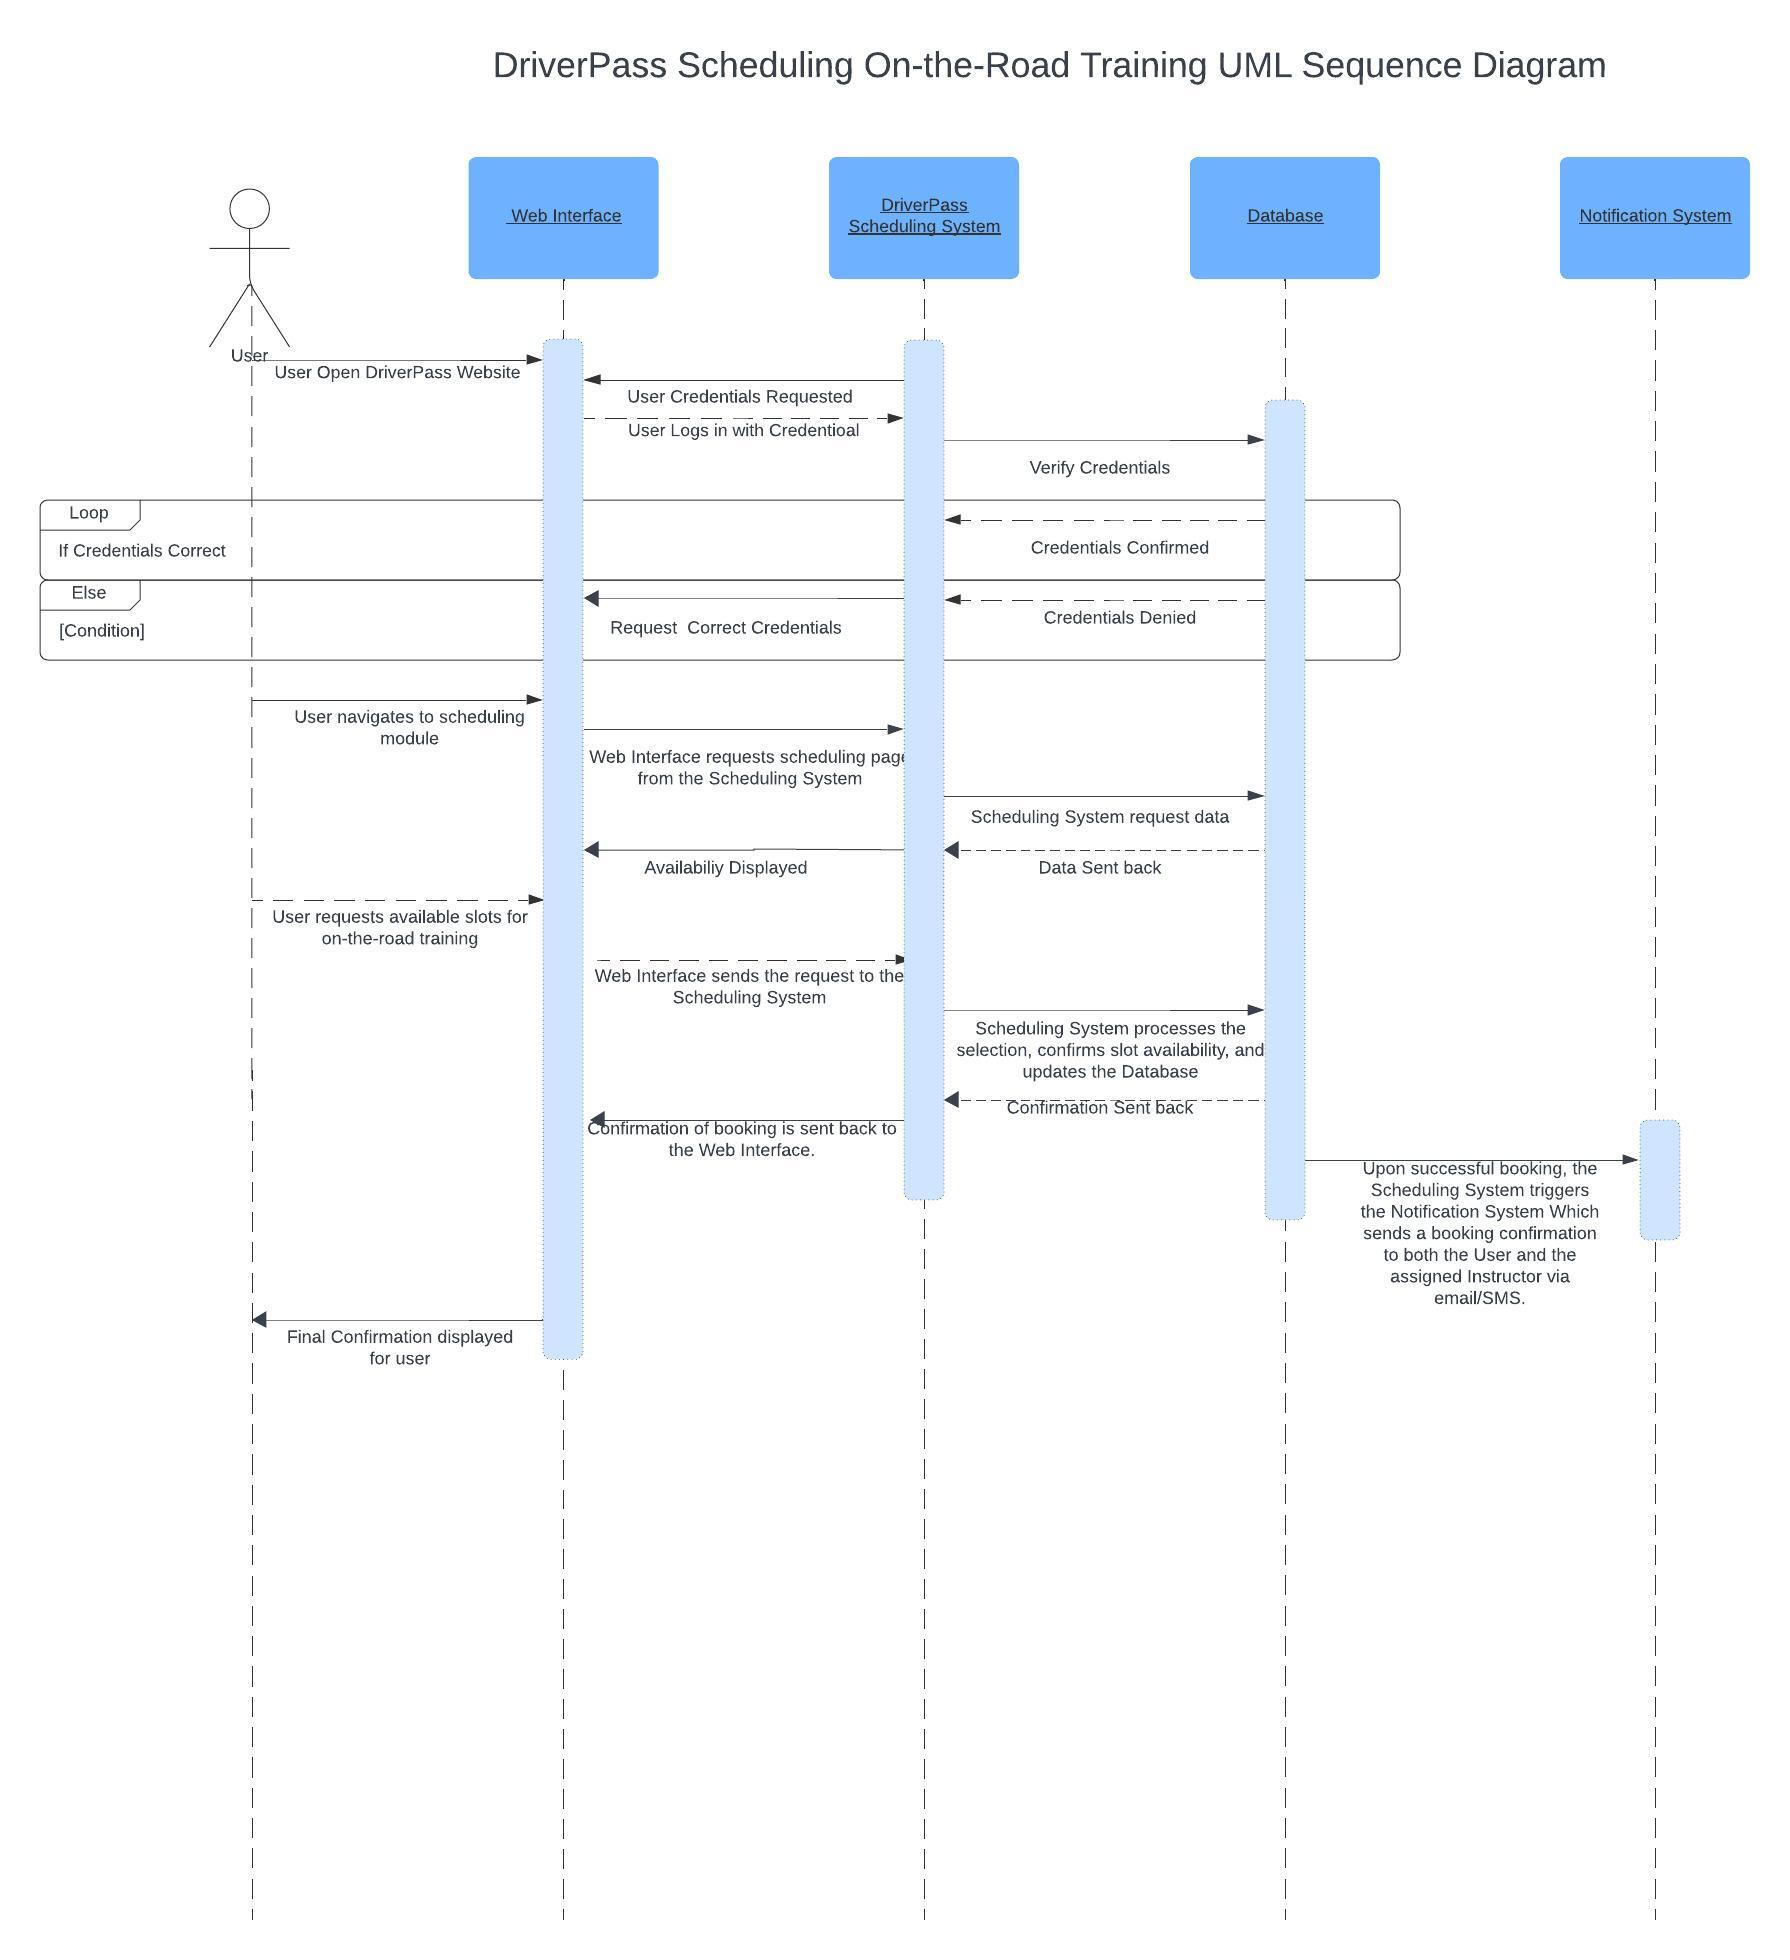 DriverPass Scheduling On-the-Road Training UML Sequence Diagram
Web Interface
DriverPass
Scheduling System
Database
Notification System
User
User Open DriverPass Website
User Credentials Requested
User Logs in with Credentioal
Verify Credentials
Loop
If Credentials Correct
Credentials Confirmed
Else
[Condition]
Request  Correct Credentials
Credentials Denied
User navigates to scheduling
module
Web Interface requests scheduling page
from the Scheduling System
Scheduling System request data
Availabiliy Displayed
Data Sent back
User requests available slots for
on-the-road training
Web Interface sends the request to the
Scheduling System
Scheduling System processes the
selection, confirms slot availability, and
updates the Database
Confirmation Sent back
Confirmation of booking is sent back to
the Web Interface.
Upon successful booking, the
Scheduling System triggers
the Notification System Which
sends a booking confirmation
to both the User and the
assigned Instructor via
email/SMS.
Final Confirmation displayed
for user